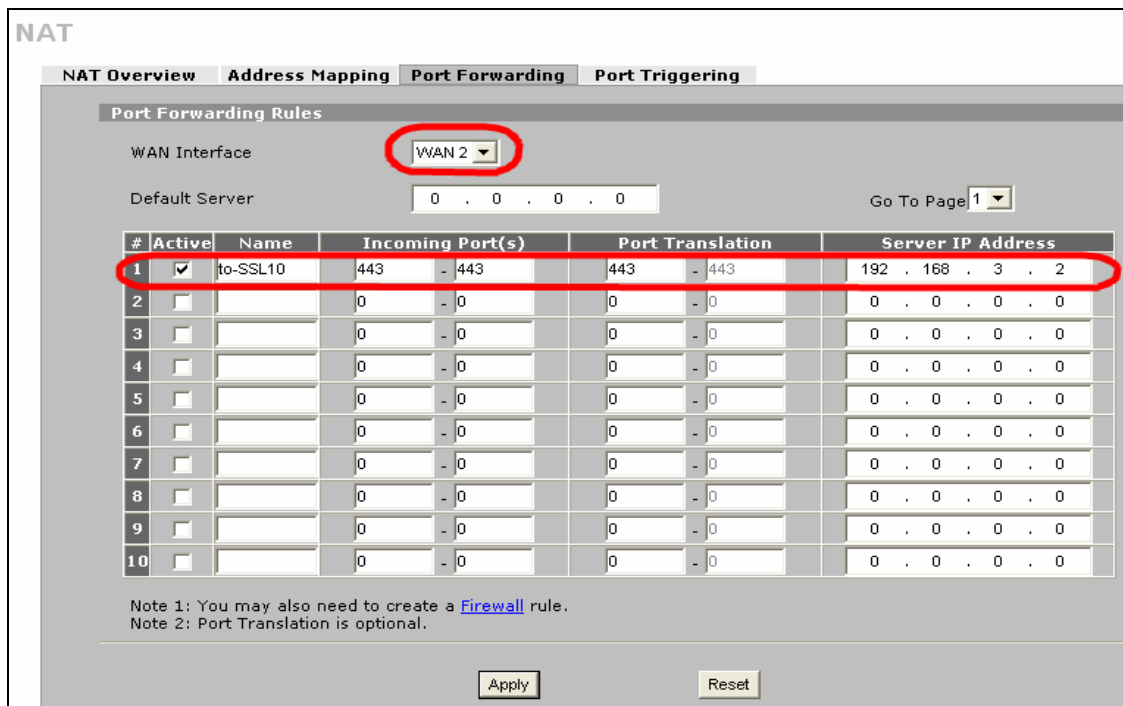 NAT
NAT Overview Address Mapping Port Forwarding Port Triggering
Port Forwarding Rules
WAN Interface WAN 2
Default Server 0 . 0 . 0 . 0 Go To Page 1
# Active Name Incoming Port(s) Port Translation Server IP Address
1 to-SSL10 443 - 443 443 - 443 192 . 168 . 3 . 2
2 0 - 0 0 - 0 0 . 0 . 0 . 0
3 0 - 0 0 - 0 0 . 0 . 0 . 0
4 0 - 0 0 - 0 0 . 0 . 0 . 0
5 0 - 0 0 - 0 0 . 0 . 0 . 0
6 0 - 0 0 - 0 0 . 0 . 0 . 0
7 0 - 0 0 - 0 0 . 0 . 0 . 0
8 0 - 0 0 - 0 0 . 0 . 0 . 0
9 0 - 0 0 - 0 0 . 0 . 0 . 0
10 0 - 0 0 - 0 0 . 0 . 0 . 0
Note 1: You may also need to create a Firewall rule.
Note 2: Port Translation is optional.
Apply Reset